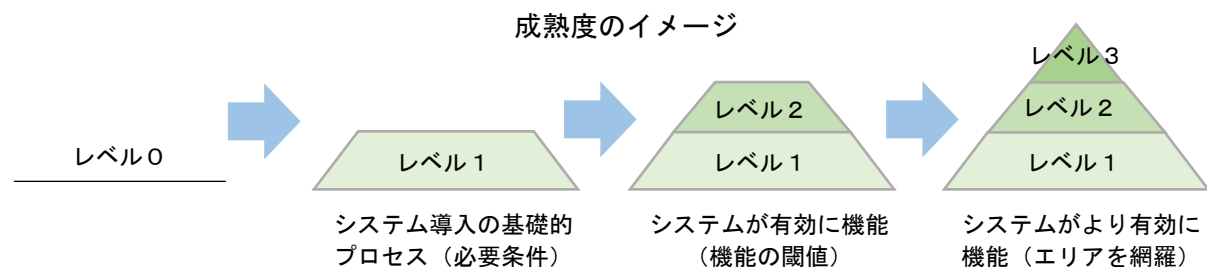 成熟度のイメージ
レベル０
レベル１
システム導入の基礎的
プロセス（必要条件）
レベル２
レベル１
システムが有効に機能
（機能の閾値）
レベル３
レベル２
レベル１
システムがより有効に
機能（エリアを網羅）